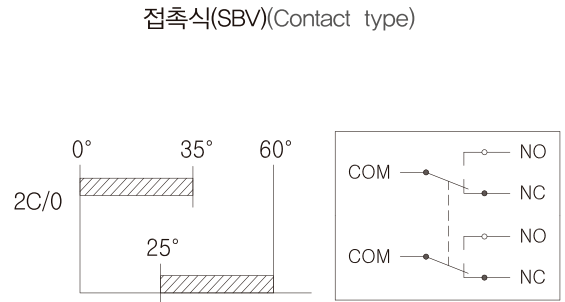 접촉식(SBV)(Contact type)
0° 35° 60°
2C/0
25°
COM NO
NC
COM NO
NC